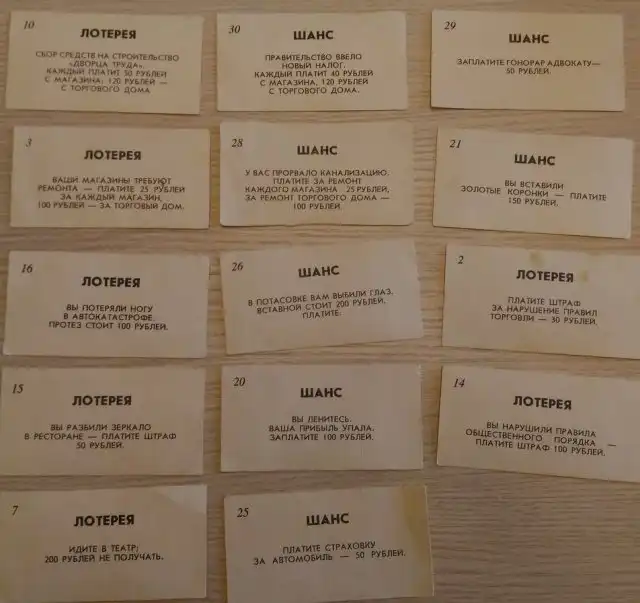 10
ЛОТЕРЕЯ
СБОР СРЕДСТВ НА СТРОИТЕЛЬСТВО
«ДВОРЦА ТРУДА».
КАЖДЫЙ ПЛАТИТ 50 РУБЛЕЙ
С МАГАЗИНА, 120 РУБЛЕЙ —
С ТОРГОВОГО ДОМА
30
ШАНС
ПРАВИТЕЛЬСТВО ВВЕЛО
НОВЫЙ НАЛОГ.
КАЖДЫЙ ПЛАТИТ 40 РУБЛЕЙ
С МАГАЗИНА, 120 РУБЛЕЙ
С ТОРГОВОГО ДОМА.
29
ШАНС
ЗАПЛАТИТЕ ГОНОРАР АДВОКАТУ—
50 РУБЛЕЙ.
3
ЛОТЕРЕЯ
ВАШИ МАГАЗИНЫ ТРЕБУЮТ
РЕМОНТА — ПЛАТИТЕ 25 РУБЛЕЙ
ЗА КАЖДЫЙ МАГАЗИН,
100 РУБЛЕЙ — ЗА ТОРГОВЫЙ ДОМ.
28
ШАНС
У ВАС ПРОРВАЛО КАНАЛИЗАЦИЮ.
ПЛАТИТЕ ЗА РЕМОНТ
КАЖДОГО МАГАЗИНА 25 РУБЛЕЙ,
ЗА РЕМОНТ ТОРГОВОГО ДОМА —
100 РУБЛЕЙ.
21
ШАНС
ВЫ ВСТАВИЛИ
ЗОЛОТЫЕ КОРОНКИ — ПЛАТИТЕ
150 РУБЛЕЙ.
16
ЛОТЕРЕЯ
ВЫ ПОТЕРЯЛИ НОГУ
В АВТОКАТАСТРОФЕ.
ПРОТЕЗ СТОИТ 100 РУБЛЕЙ.
26
ШАНС
В ПОТАСОВКЕ ВАМ ВЫБИЛИ ГЛАЗ.
ВСТАВНОЙ СТОИТ 200 РУБЛЕЙ.
ПЛАТИТЕ.
2
ЛОТЕРЕЯ
ПЛАТИТЕ ШТРАФ
ЗА НАРУШЕНИЕ ПРАВИЛ
ТОРГОВЛИ — 30 РУБЛЕЙ.
15
ЛОТЕРЕЯ
ВЫ РАЗБИЛИ ЗЕРКАЛО
В РЕСТОРАНЕ — ПЛАТИТЕ ШТРАФ
50 РУБЛЕЙ.
20
ШАНС
ВЫ ЛЕНИТЕСЬ.
ВАША ПРИБЫЛЬ УПАЛА.
ЗАПЛАТИТЕ 100 РУБЛЕЙ.
14
ЛОТЕРЕЯ
ВЫ НАРУШИЛИ ПРАВИЛА
ОБЩЕСТВЕННОГО ПОРЯДКА —
ПЛАТИТЕ ШТРАФ 100 РУБЛЕЙ.
7
ЛОТЕРЕЯ
ИДИТЕ В ТЕАТР;
200 РУБЛЕЙ НЕ ПОЛУЧАТЬ.
25
ШАНС
ПЛАТИТЕ СТРАХОВКУ
ЗА АВТОМОБИЛЬ — 50 РУБЛЕЙ.